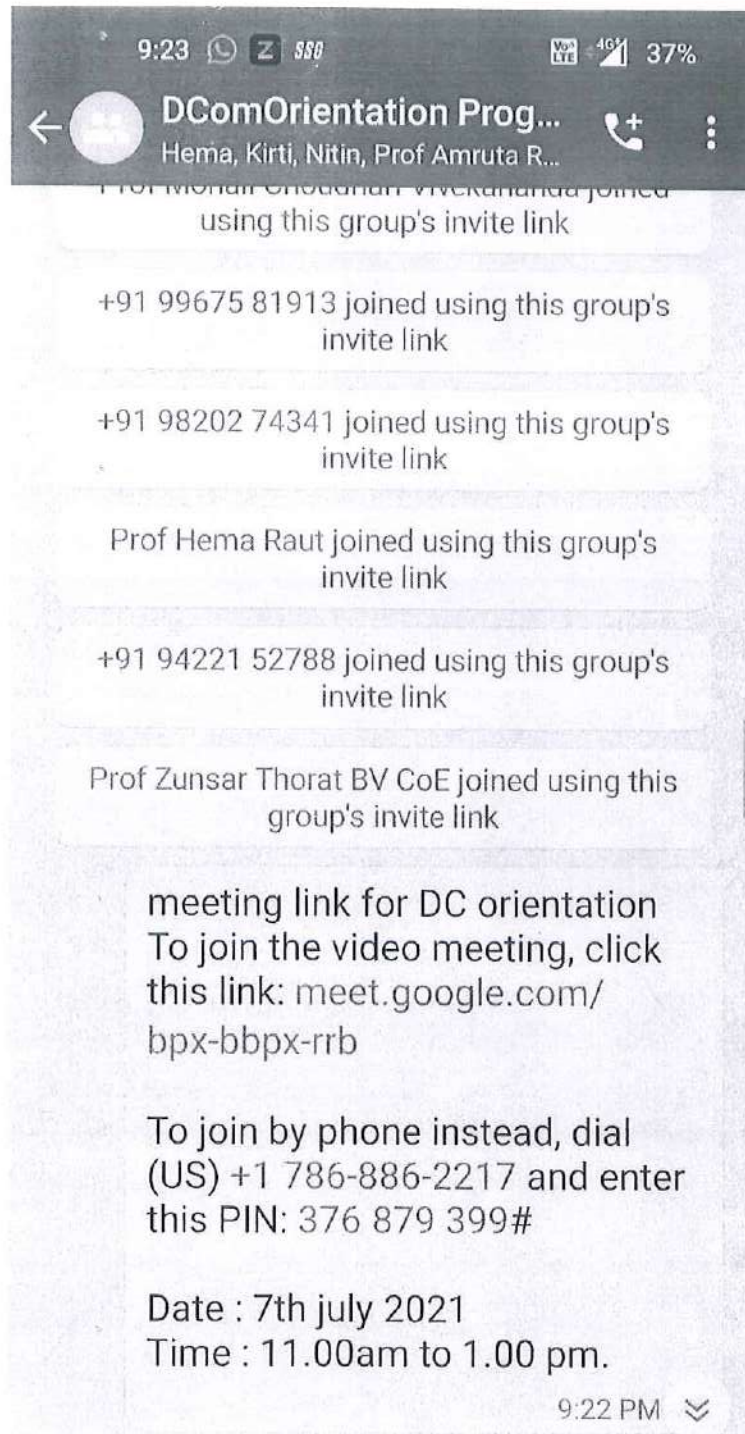 9:23 Z SSG VoLTE 4G+ 37%
DComOrientation Prog...
Hema, Kirti, Nitin, Prof Amruta R...
joined
using this group's invite link
+91 99675 81913 joined using this group's
invite link
+91 98202 74341 joined using this group's
invite link
Prof Hema Raut joined using this group's
invite link
+91 94221 52788 joined using this group's
invite link
Prof Zunsar Thorat BV CoE joined using this
group's invite link
meeting link for DC orientation
To join the video meeting, click
this link: meet.google.com/
bpx-bbpx-rrb
To join by phone instead, dial
(US) +1 786-886-2217 and enter
this PIN: 376 879 399#
Date : 7th july 2021
Time : 11.00am to 1.00 pm.
9:22 PM